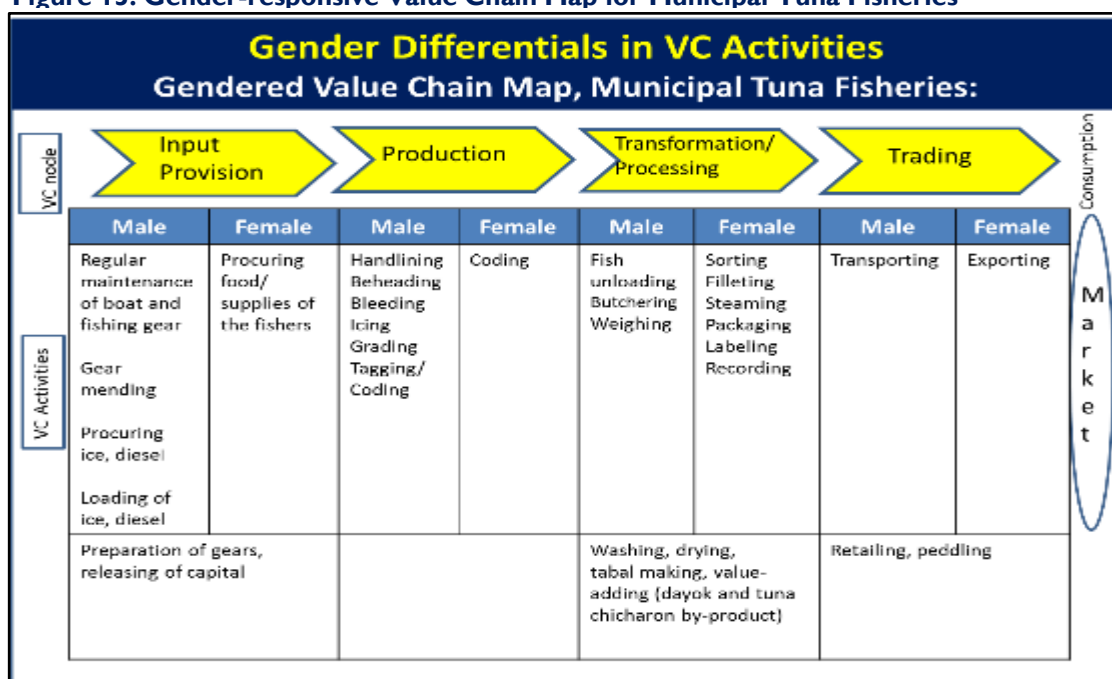 Figure 15. Gender-responsive Value Chain Map for Municipal Tuna Fisheries
Gender Differentials in VC Activities
Gendered Value Chain Map, Municipal Tuna Fisheries:
VC node
Input
Provision
Production
Transformation/
Processing
Trading
Consumption
Male
Female
Male
Female
Male
Female
Male
Female
VC Activities
Regular
maintenance
of boat and
fishing gear
Gear
mending
Procuring
ice, diesel
Loading of
ice, diesel
Procuring
food/
supplies of
the fishers
Handlining
Beheading
Bleeding
Icing
Grading
Tagging/
Coding
Coding
Fish
unloading
Butchering
Weighing
Sorting
Filleting
Steaming
Packaging
Labeling
Recording
Transporting
Exporting
Market
Preparation of gears,
releasing of capital
Washing, drying,
tabal making, value-
adding (dayok and tuna
chicharon by-product)
Retailing, peddling